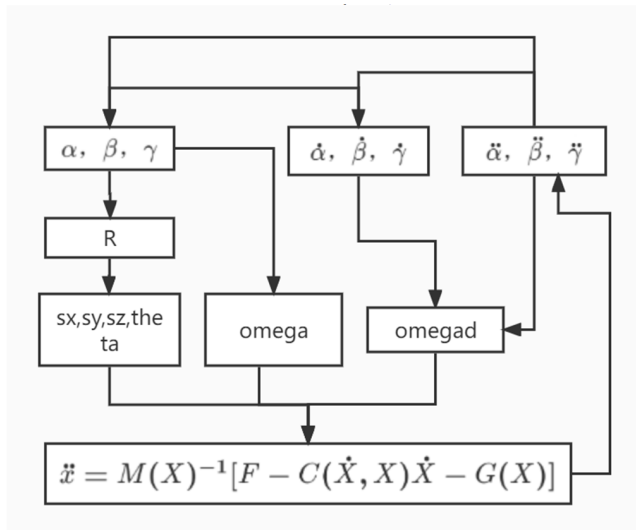 α, β, γ
α̇, β̇, γ̇
α̈, β̈, γ̈
R
sx,sy,sz,the
ta
omega
omegad
ẍ = M(X)⁻¹[F − C(Ẋ, X)Ẋ − G(X)]